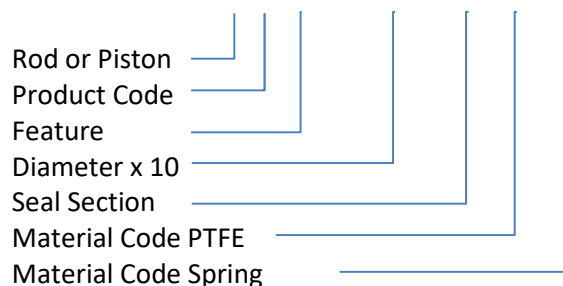 Rod or Piston
Product Code
Feature
Diameter x 10
Seal Section
Material Code PTFE
Material Code Spring